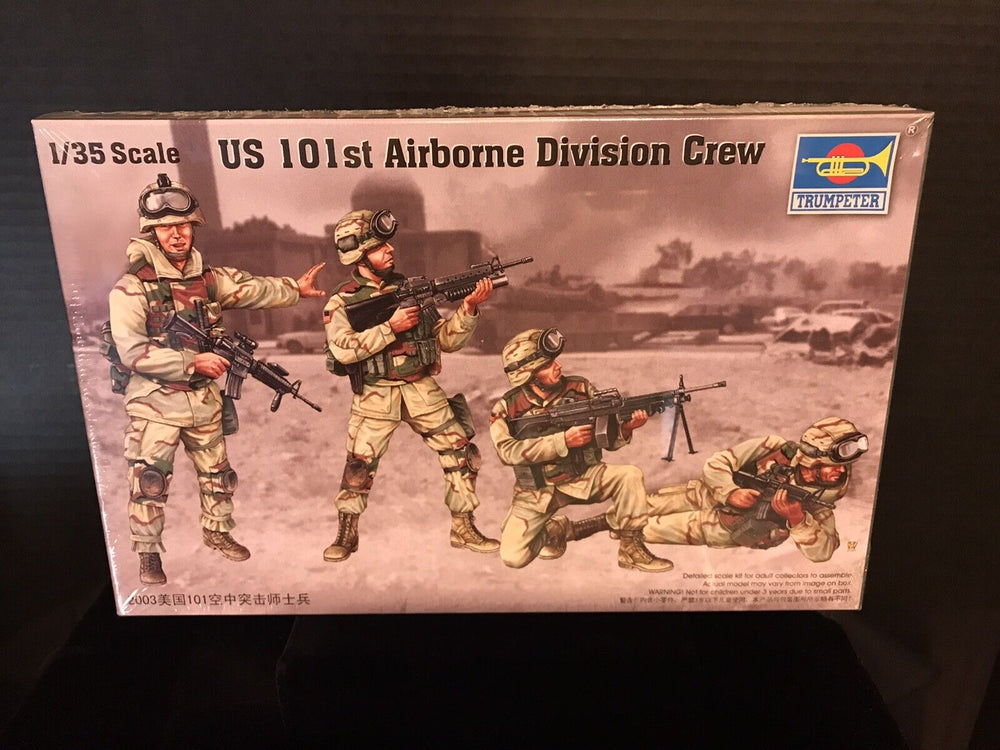 1/35 Scale
US 101st Airborne Division Crew
®
TRUMPETER
Detailed scale kit for adult collectors to assemble.
Actual model may vary from image on box.
WARNING! Not for children under 3 years due to small parts.
2003美国101空中突击师士兵